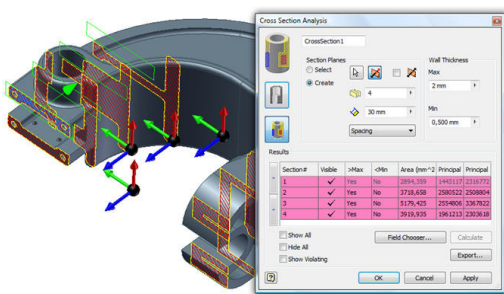 Cross Section Analysis
CrossSection1
Section Planes
Select
Create
4
30 mm
Spacing
Wall Thickness
Max
2 mm
Min
0,500 mm
Results
Section# Visible >Max <Min Area (mm^2 Principal Principal
1 Yes No 2894,359 1443117 2316772
2 Yes No 3718,658 2580522 2508804
3 Yes No 5179,425 2554806 3367822
4 Yes No 3919,935 1961213 2303618
Show All
Hide All
Show Violating
Field Chooser... Calculate
Export...
OK Cancel Apply